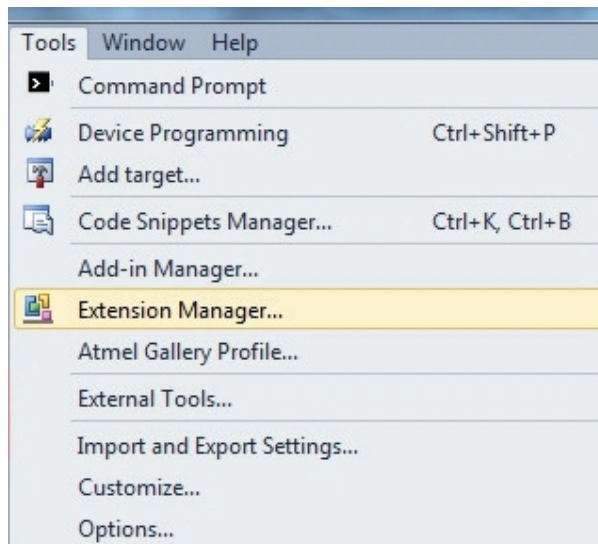 Tools Window Help
Command Prompt
Device Programming Ctrl+Shift+P
Add target...
Code Snippets Manager... Ctrl+K, Ctrl+B
Add-in Manager...
Extension Manager...
Atmel Gallery Profile...
External Tools...
Import and Export Settings...
Customize...
Options...